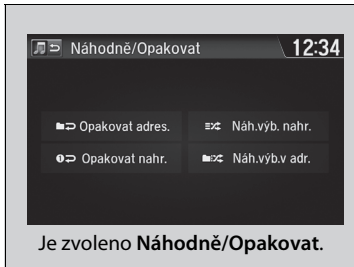 Náhodně/Opakovat 12:34
Opakovat adres. Náh.výb. nahr.
Opakovat nahr. Náh.výb.v adr.
Je zvoleno Náhodně/Opakovat.